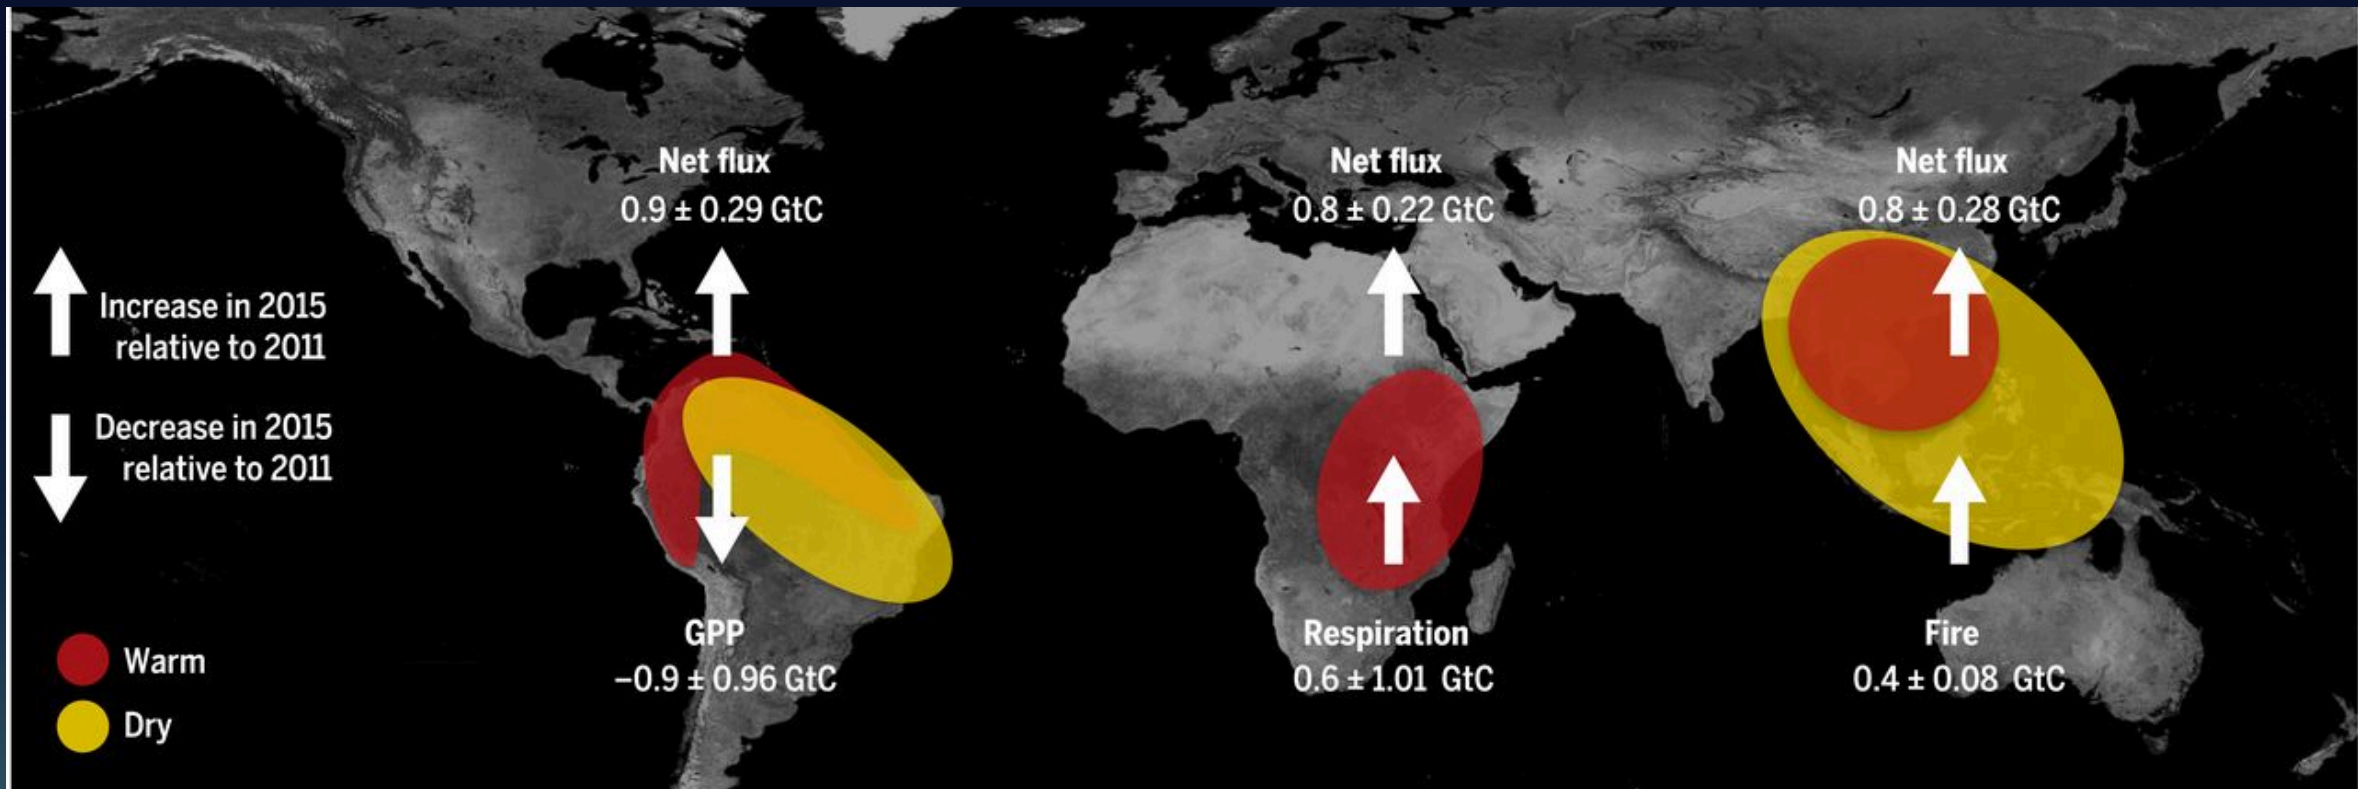 Net flux
0.9 ± 0.29 GtC
Net flux
0.8 ± 0.22 GtC
Net flux
0.8 ± 0.28 GtC
Increase in 2015
relative to 2011
Decrease in 2015
relative to 2011
Warm
Dry
GPP
−0.9 ± 0.96 GtC
Respiration
0.6 ± 1.01 GtC
Fire
0.4 ± 0.08 GtC